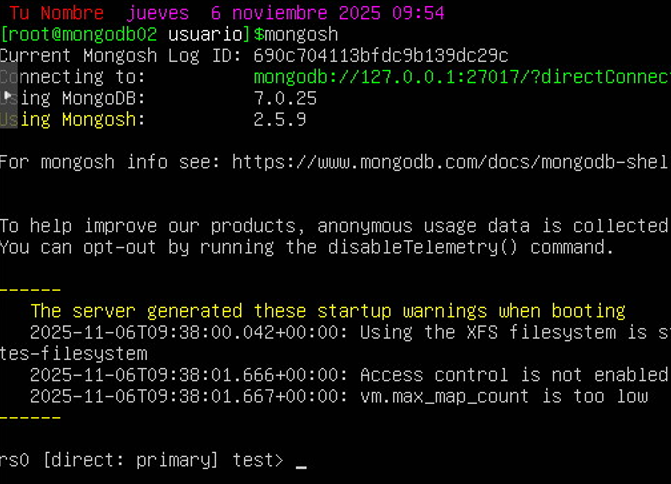 Tu Nombre jueves 6 noviembre 2025 09:54
[root@mongodb02 usuario]$mongosh
Current Mongosh Log ID: 690c704113bfdc9b139dc29c
Connecting to: mongodb://127.0.0.1:27017/?directConnec
Using MongoDB: 7.0.25
Using Mongosh: 2.5.9
For mongosh info see: https://www.mongodb.com/docs/mongodb-shel
To help improve our products, anonymous usage data is collected
You can opt-out by running the disableTelemetry() command.
------
The server generated these startup warnings when booting
2025-11-06T09:38:00.042+00:00: Using the XFS filesystem is s
tes-filesystem
2025-11-06T09:38:01.666+00:00: Access control is not enabled
2025-11-06T09:38:01.667+00:00: vm.max_map_count is too low
------
rs0 [direct: primary] test> _